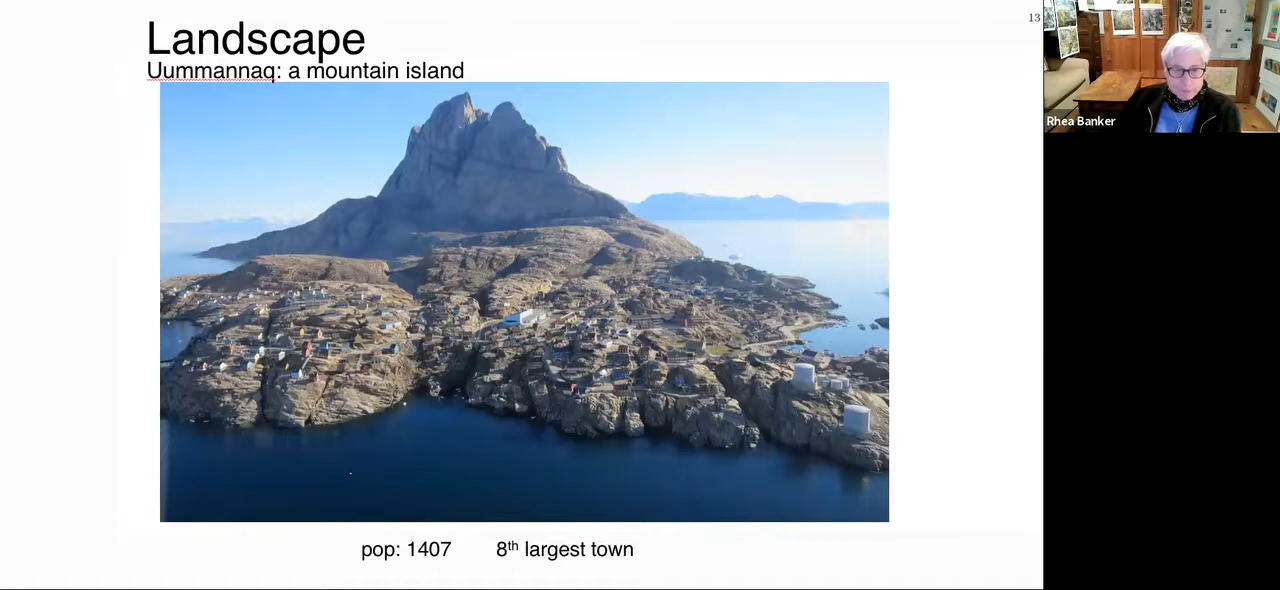 Landscape
Uummannaq: a mountain island
13
Rhea Banker
pop: 1407 8th largest town